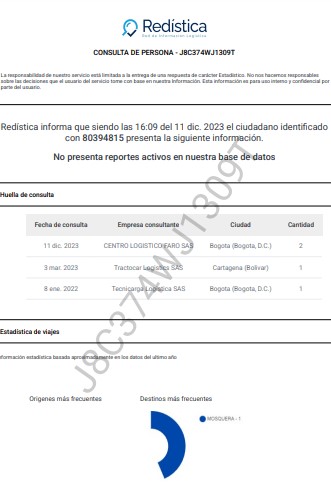 Redística
Red de Información Logística
CONSULTA DE PERSONA - J8C374WJ1309T
La responsabilidad de nuestro servicio está limitada a la entrega de una respuesta de carácter Estadístico. No nos hacemos responsables
sobre las decisiones que el usuario del servicio tome con base en nuestra información. Esta información es para uso interno y confidencial por
parte del usuario.
Redística informa que siendo las 16:09 del 11 dic. 2023 el ciudadano identificado
con 80394815 presenta la siguiente información.
No presenta reportes activos en nuestra base de datos
Huella de consulta
Fecha de consulta Empresa consultante Ciudad Cantidad
11 dic. 2023 CENTRO LOGISTICO FARO SAS Bogota (Bogota, D.C.) 2
3 mar. 2023 Tractocar Logistics SAS Cartagena (Bolivar) 1
8 ene. 2022 Tecnicarga Logistica SAS Bogota (Bogota, D.C.) 1
J8C374WJ1309T
Estadística de viajes
nformación estadística basada aproximadamente en los datos del último año
Orígenes más frecuentes Destinos más frecuentes
MOSQUERA - 1